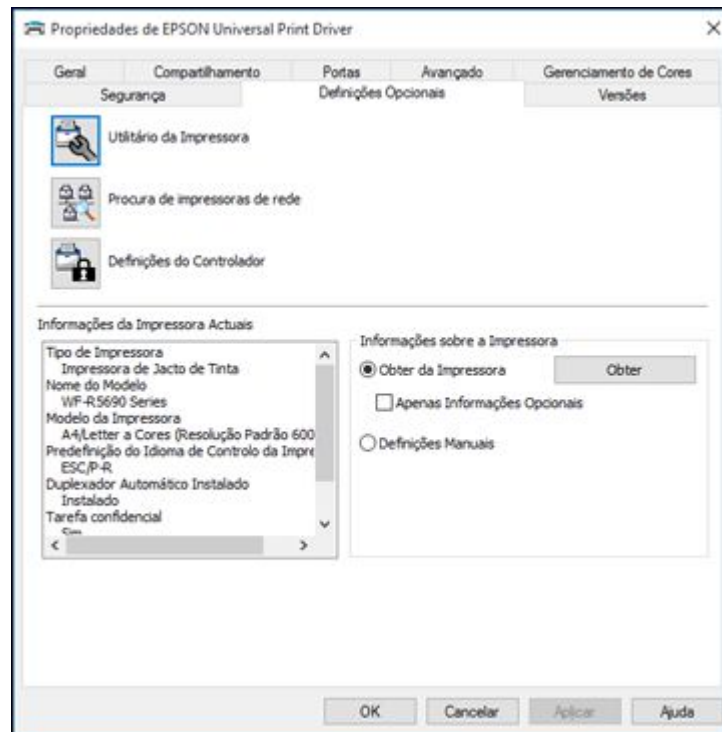 Propriedades de EPSON Universal Print Driver
Geral Compartilhamento Portas Avançado Gerenciamento de Cores
Segurança Definições Opcionais Versões
Utilitário da Impressora
Procura de impressoras de rede
Definições do Controlador
Informações da Impressora Actuais
Tipo de Impressora
Impressora de Jacto de Tinta
Nome do Modelo
WF-R5690 Series
Modelo da Impressora
A4/Letter a Cores (Resolução Padrão 600
Predefinição do Idioma de Controlo da Impre
ESC/P-R
Duplexador Automático Instalado
Instalado
Tarefa confidencial
Sim
Informações sobre a Impressora
Obter da Impressora Obter
Apenas Informações Opcionais
Definições Manuais
OK Cancelar Aplicar Ajuda